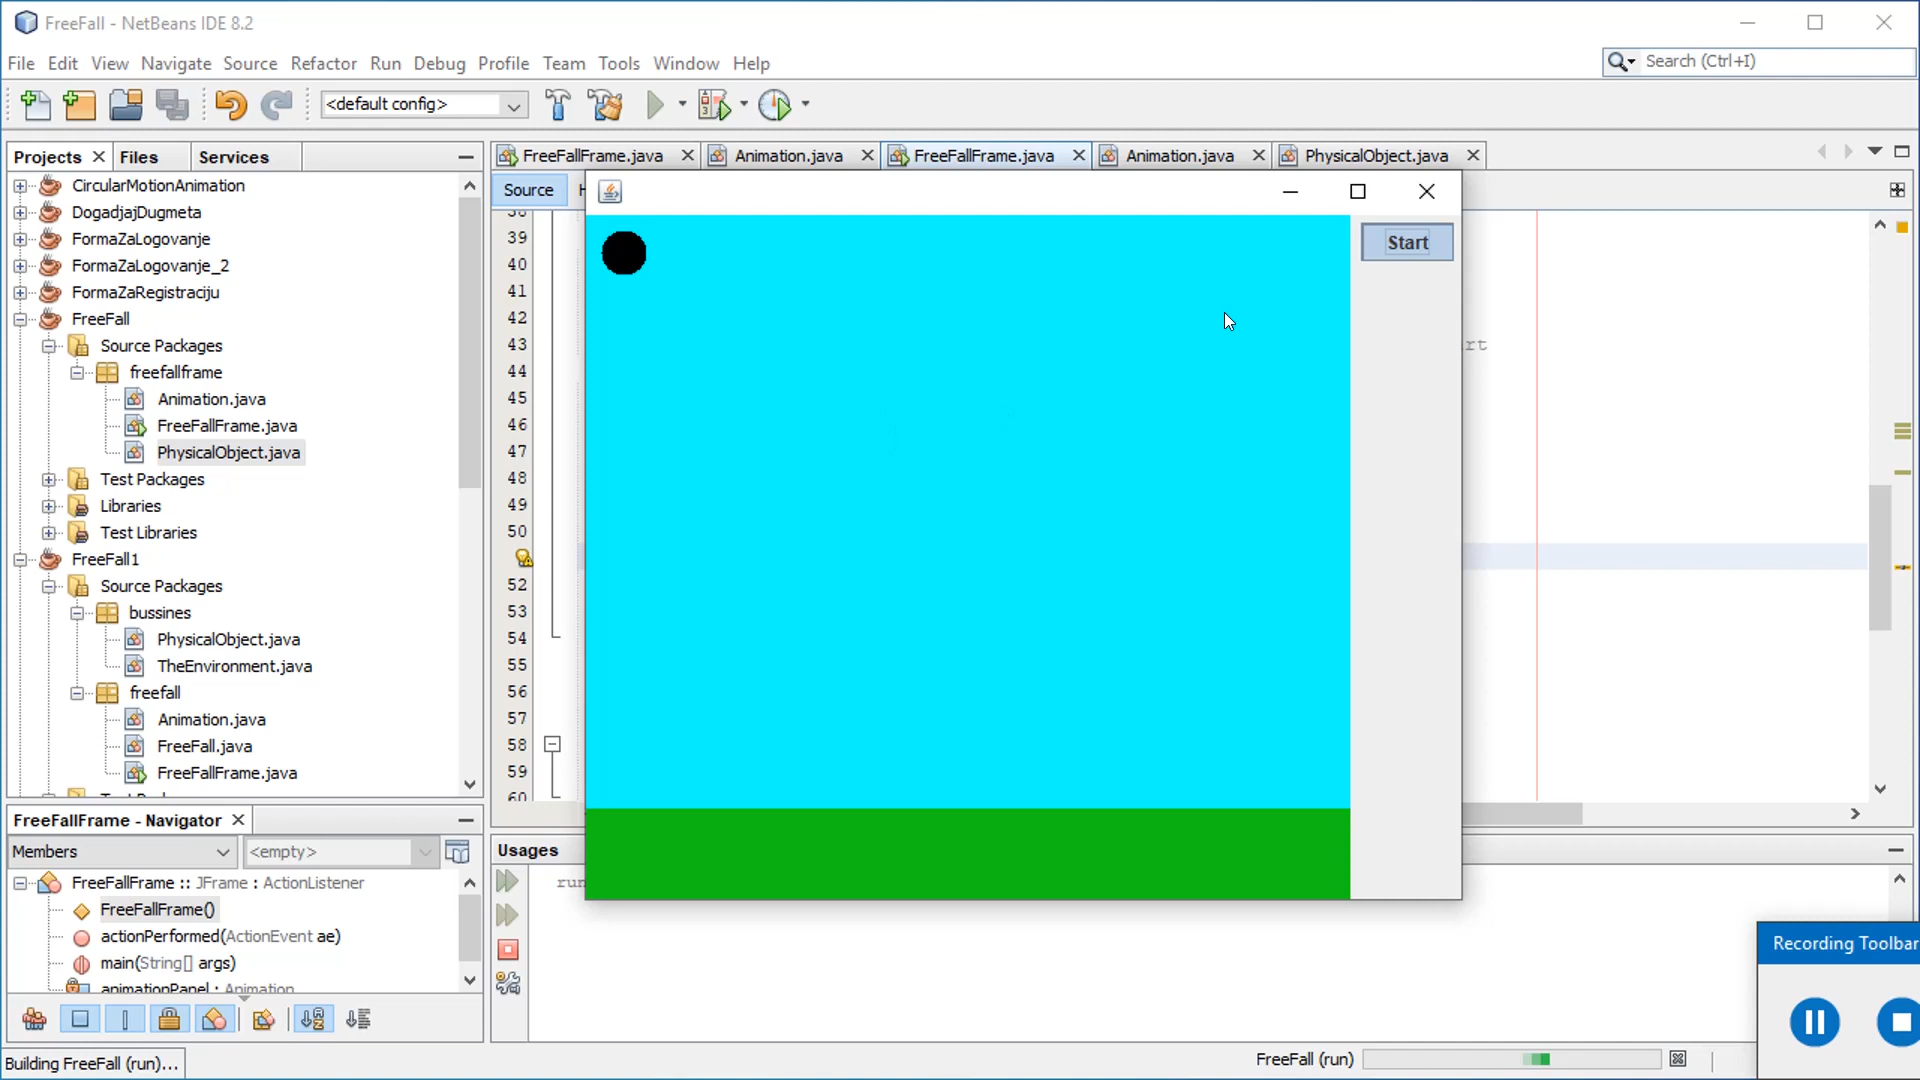 FreeFall - NetBeans IDE 8.2
File Edit View Navigate Source Refactor Run Debug Profile Team Tools Window Help
Search (Ctrl+I)
<default config>
Projects Files Services
FreeFallFrame.java Animation.java FreeFallFrame.java Animation.java PhysicalObject.java
Source
Start
CircularMotionAnimation
DogadjajDugmeta
FormaZaLogovanje
FormaZaLogovanje_2
FormaZaRegistraciju
FreeFall
Source Packages
freefallframe
Animation.java
FreeFallFrame.java
PhysicalObject.java
Test Packages
Libraries
Test Libraries
FreeFall1
Source Packages
bussines
PhysicalObject.java
TheEnvironment.java
freefall
Animation.java
FreeFall.java
FreeFallFrame.java
38
39
40
41
42
43
rt
44
45
46
47
48
49
50
52
53
54
55
56
57
58
59
60
FreeFallFrame - Navigator
Members <empty>
FreeFallFrame :: JFrame : ActionListener
FreeFallFrame()
actionPerformed(ActionEvent ae)
main(String[] args)
animationPanel : Animation
Usages
run
Recording Toolbar
Building FreeFall (run)...
FreeFall (run)